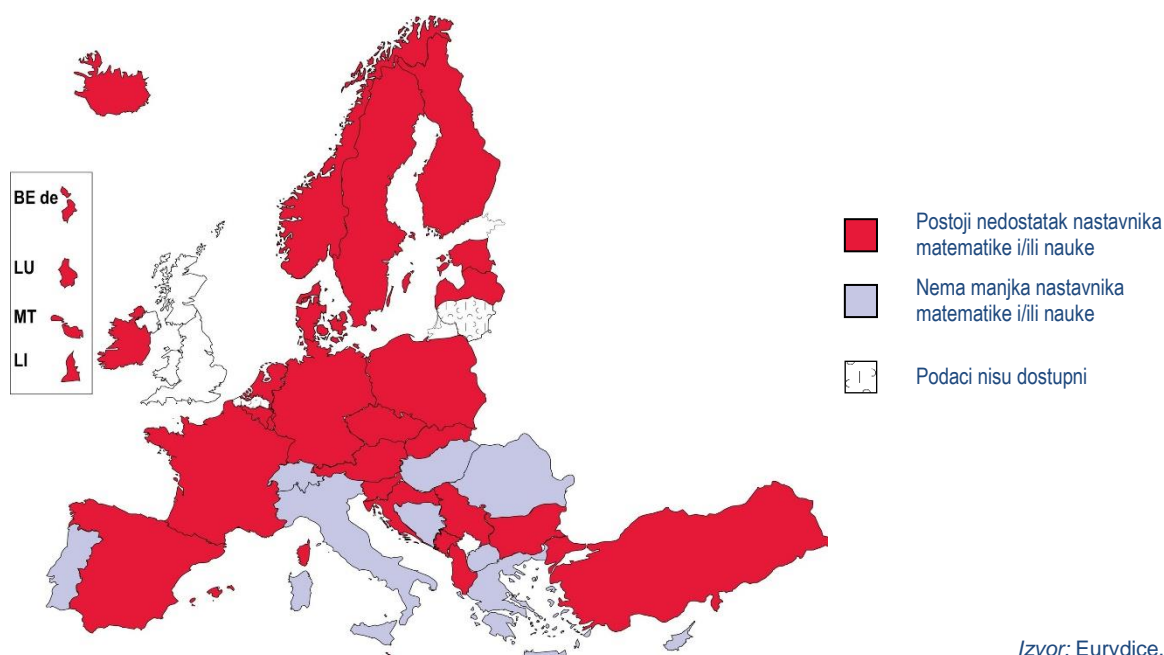 BE de
LU
MT
LI
Postoji nedostatak nastavnika
matematike i/ili nauke
Nema manjka nastavnika
matematike i/ili nauke
Podaci nisu dostupni
Izvor: Eurydice.